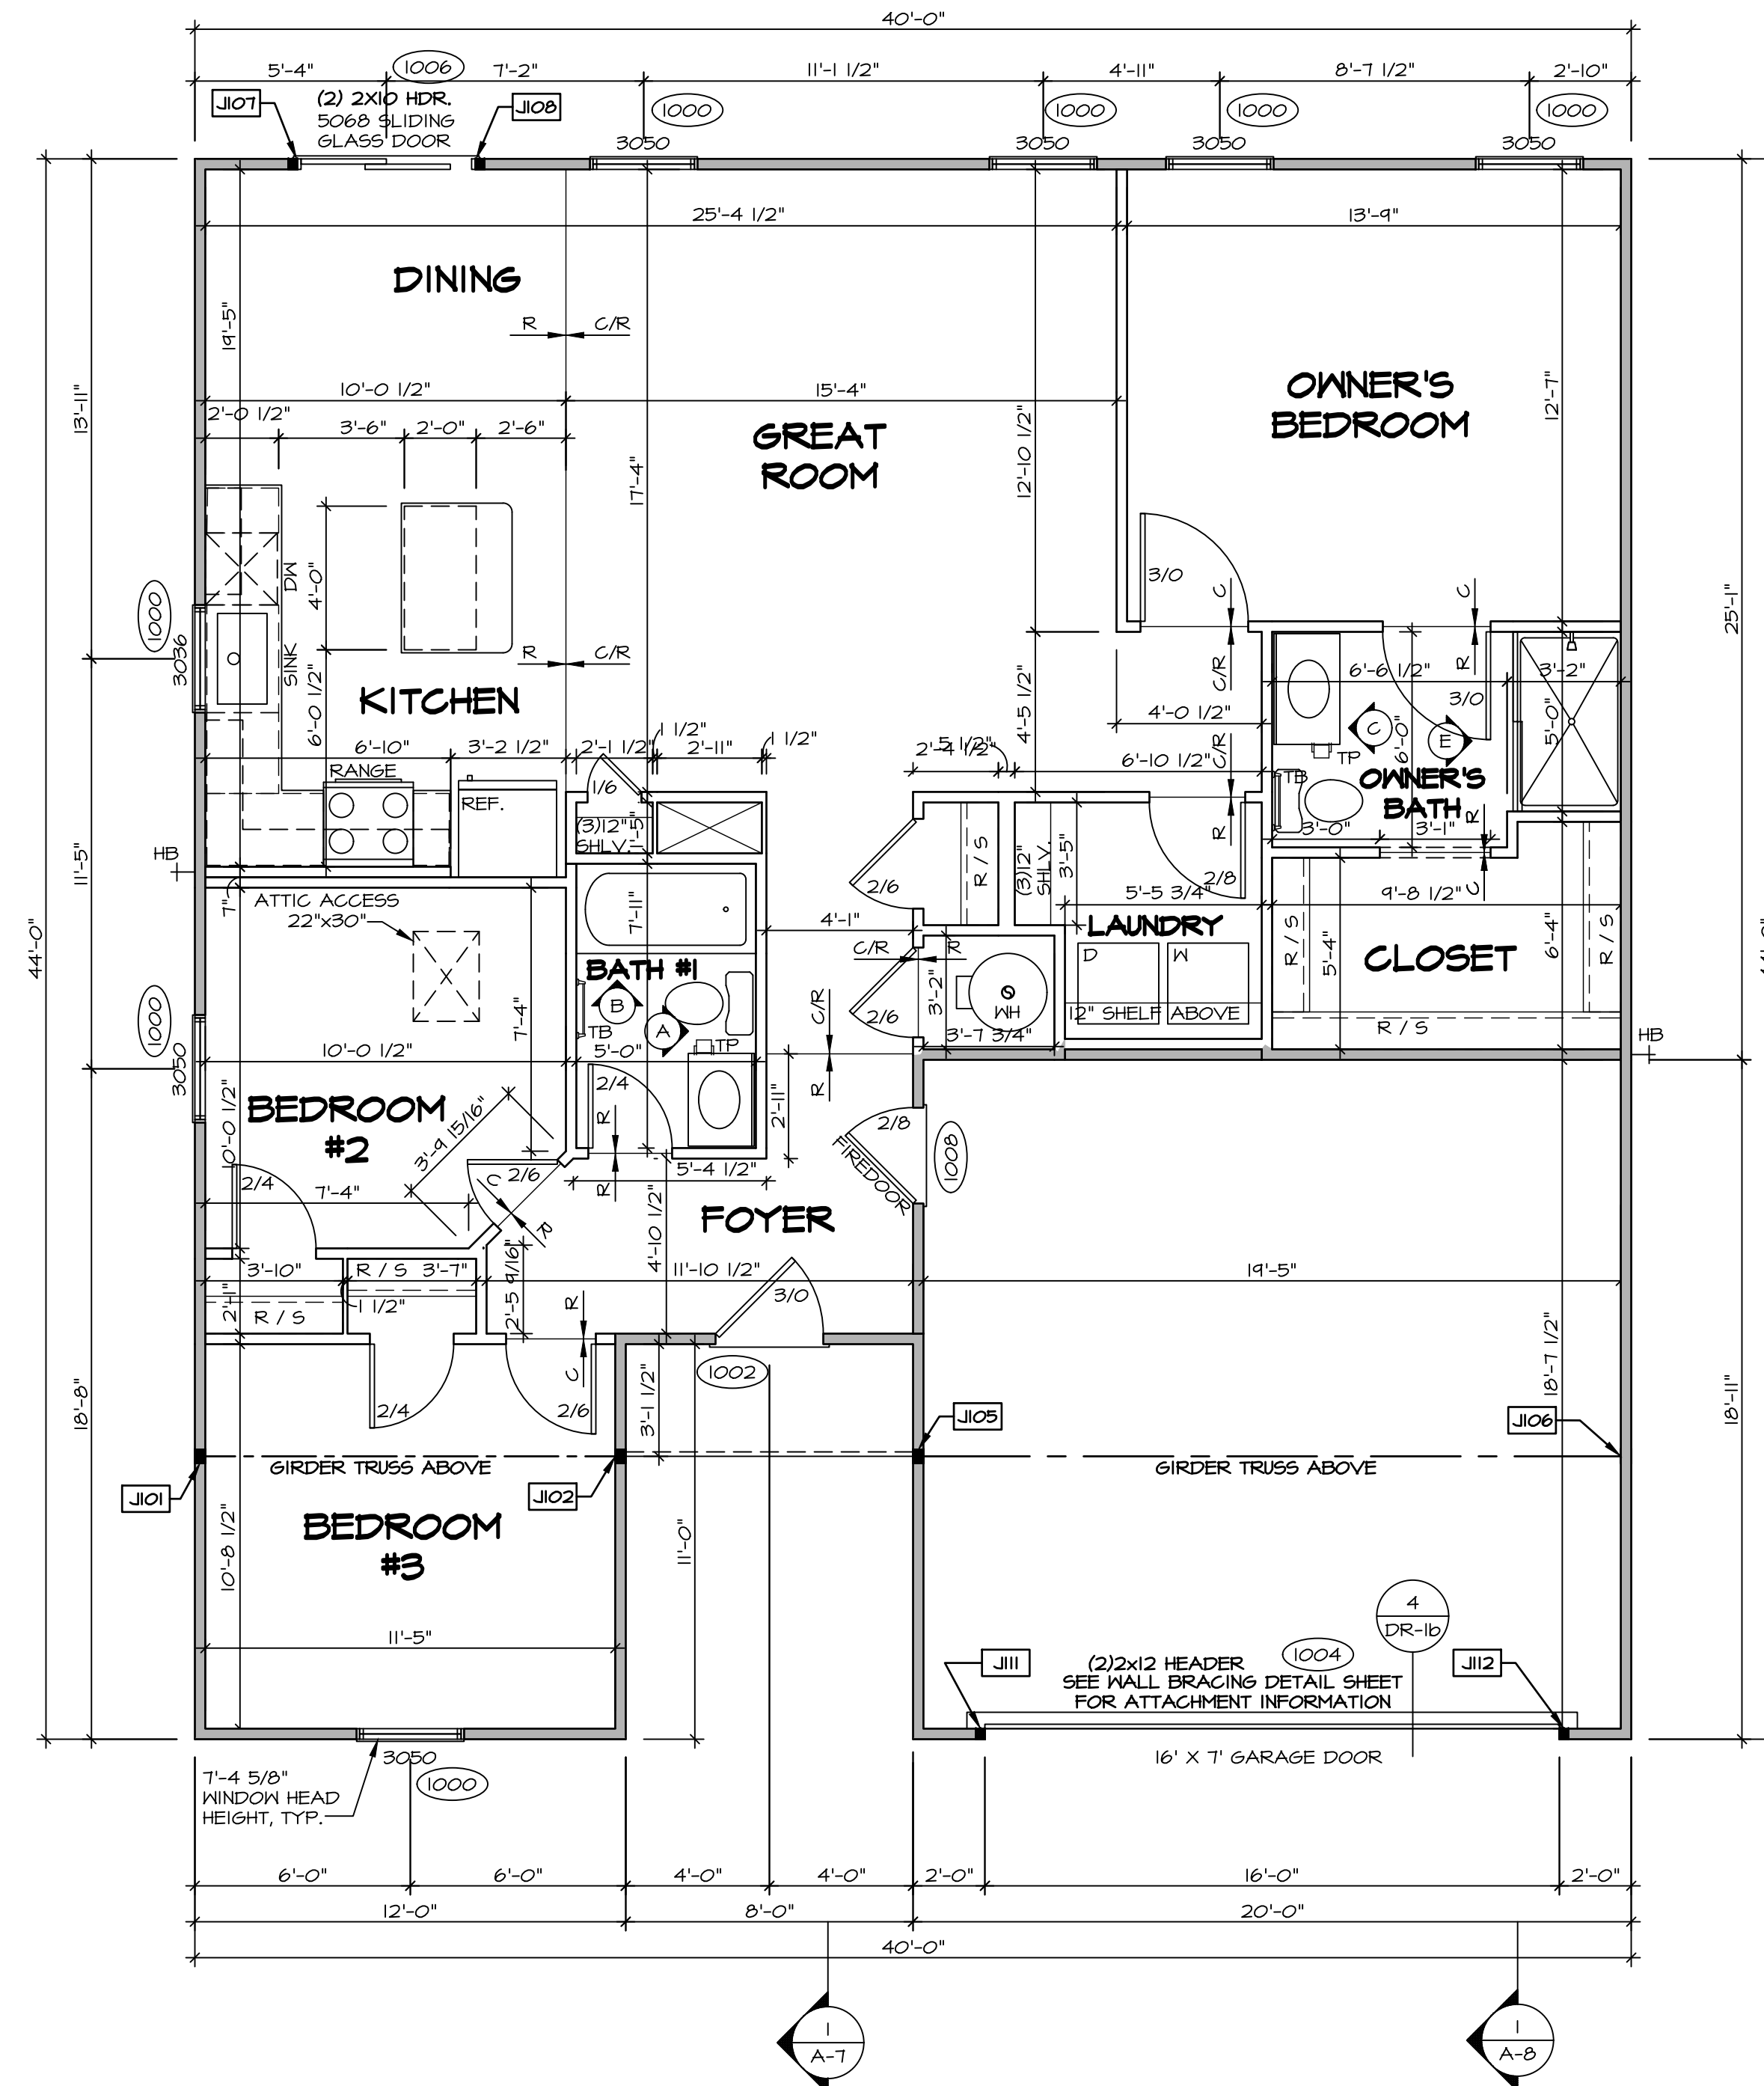 40'-0"
5'-4"
1006
7'-2"
11'-1 1/2"
4'-11"
8'-7 1/2"
2'-10"
J107
(2) 2X10 HDR.
5068 SLIDING
GLASS DOOR
J108
1000
1000
1000
1000
3050
3050
3050
3050
25'-4 1/2"
13'-9"
DINING
19'-5"
R
C/R
10'-0 1/2"
15'-4"
2'-0 1/2"
3'-6"
2'-0"
2'-6"
17'-4"
GREAT
ROOM
12'-10 1/2"
OWNER'S
BEDROOM
12'-7"
13'-11"
25'-1"
1000
3036
DW
SINK
4'-0"
6'-0 1/2"
R
C/R
KITCHEN
3/0
C
C/R
C
R
6'-6 1/2"
3'-2"
3/0
4'-5 1/2"
4'-0 1/2"
C
E
6'-0"
5'-0"
TP
6'-10"
3'-2 1/2"
2'-1 1/2"
1 1/2"
2'-11"
1 1/2"
2'-4 1/2"
5 1/2"
6'-10 1/2"
C/R
R
RANGE
REF.
1/6
(3)12"
SHLV.
1'-5"
TB
OWNER'S
BATH
3'-0"
3'-1"
R
C
HB
11'-5"
7"
ATTIC ACCESS
22"x30"
7'-11"
2/6
R / S
(3)12"
SHLV.
3'-5"
2/8
5'-5 3/4"
9'-8 1/2"
4'-1"
LAUNDRY
C/R
R
D
W
R / S
5'-4"
CLOSET
6'-4"
R / S
44'-0"
BATH #1
B
A
TB
TP
7'-4"
3'-2"
WH
12" SHELF ABOVE
R / S
HB
1000
3050
10'-0 1/2"
5'-0"
2/4
C/R
R
2/6
3'-7 3/4"
BEDROOM
#2
10'-0 1/2"
3'-9 15/16"
R
R
2'-11"
2/8
FIREDOOR
1008
2/4
7'-4"
2/6
C
R
5'-4 1/2"
4'-10 1/2"
FOYER
3'-10"
R / S
3'-7"
2'-5 9/16"
11'-10 1/2"
3/0
19'-5"
2'-1"
R / S
1 1/2"
R
C
1002
18'-7 1/2"
18'-8"
18'-11"
2/4
2/6
3'-1 1/2"
J105
J106
GIRDER TRUSS ABOVE
GIRDER TRUSS ABOVE
J101
J102
BEDROOM
#3
10'-8 1/2"
11'-0"
11'-5"
4
DR-1b
J111
(2)2x12 HEADER
1004
J112
SEE WALL BRACING DETAIL SHEET
FOR ATTACHMENT INFORMATION
16' X 7' GARAGE DOOR
3050
1000
7'-4 5/8"
WINDOW HEAD
HEIGHT, TYP.
6'-0"
6'-0"
4'-0"
4'-0"
2'-0"
16'-0"
2'-0"
12'-0"
8'-0"
20'-0"
40'-0"
1
A-7
1
A-8